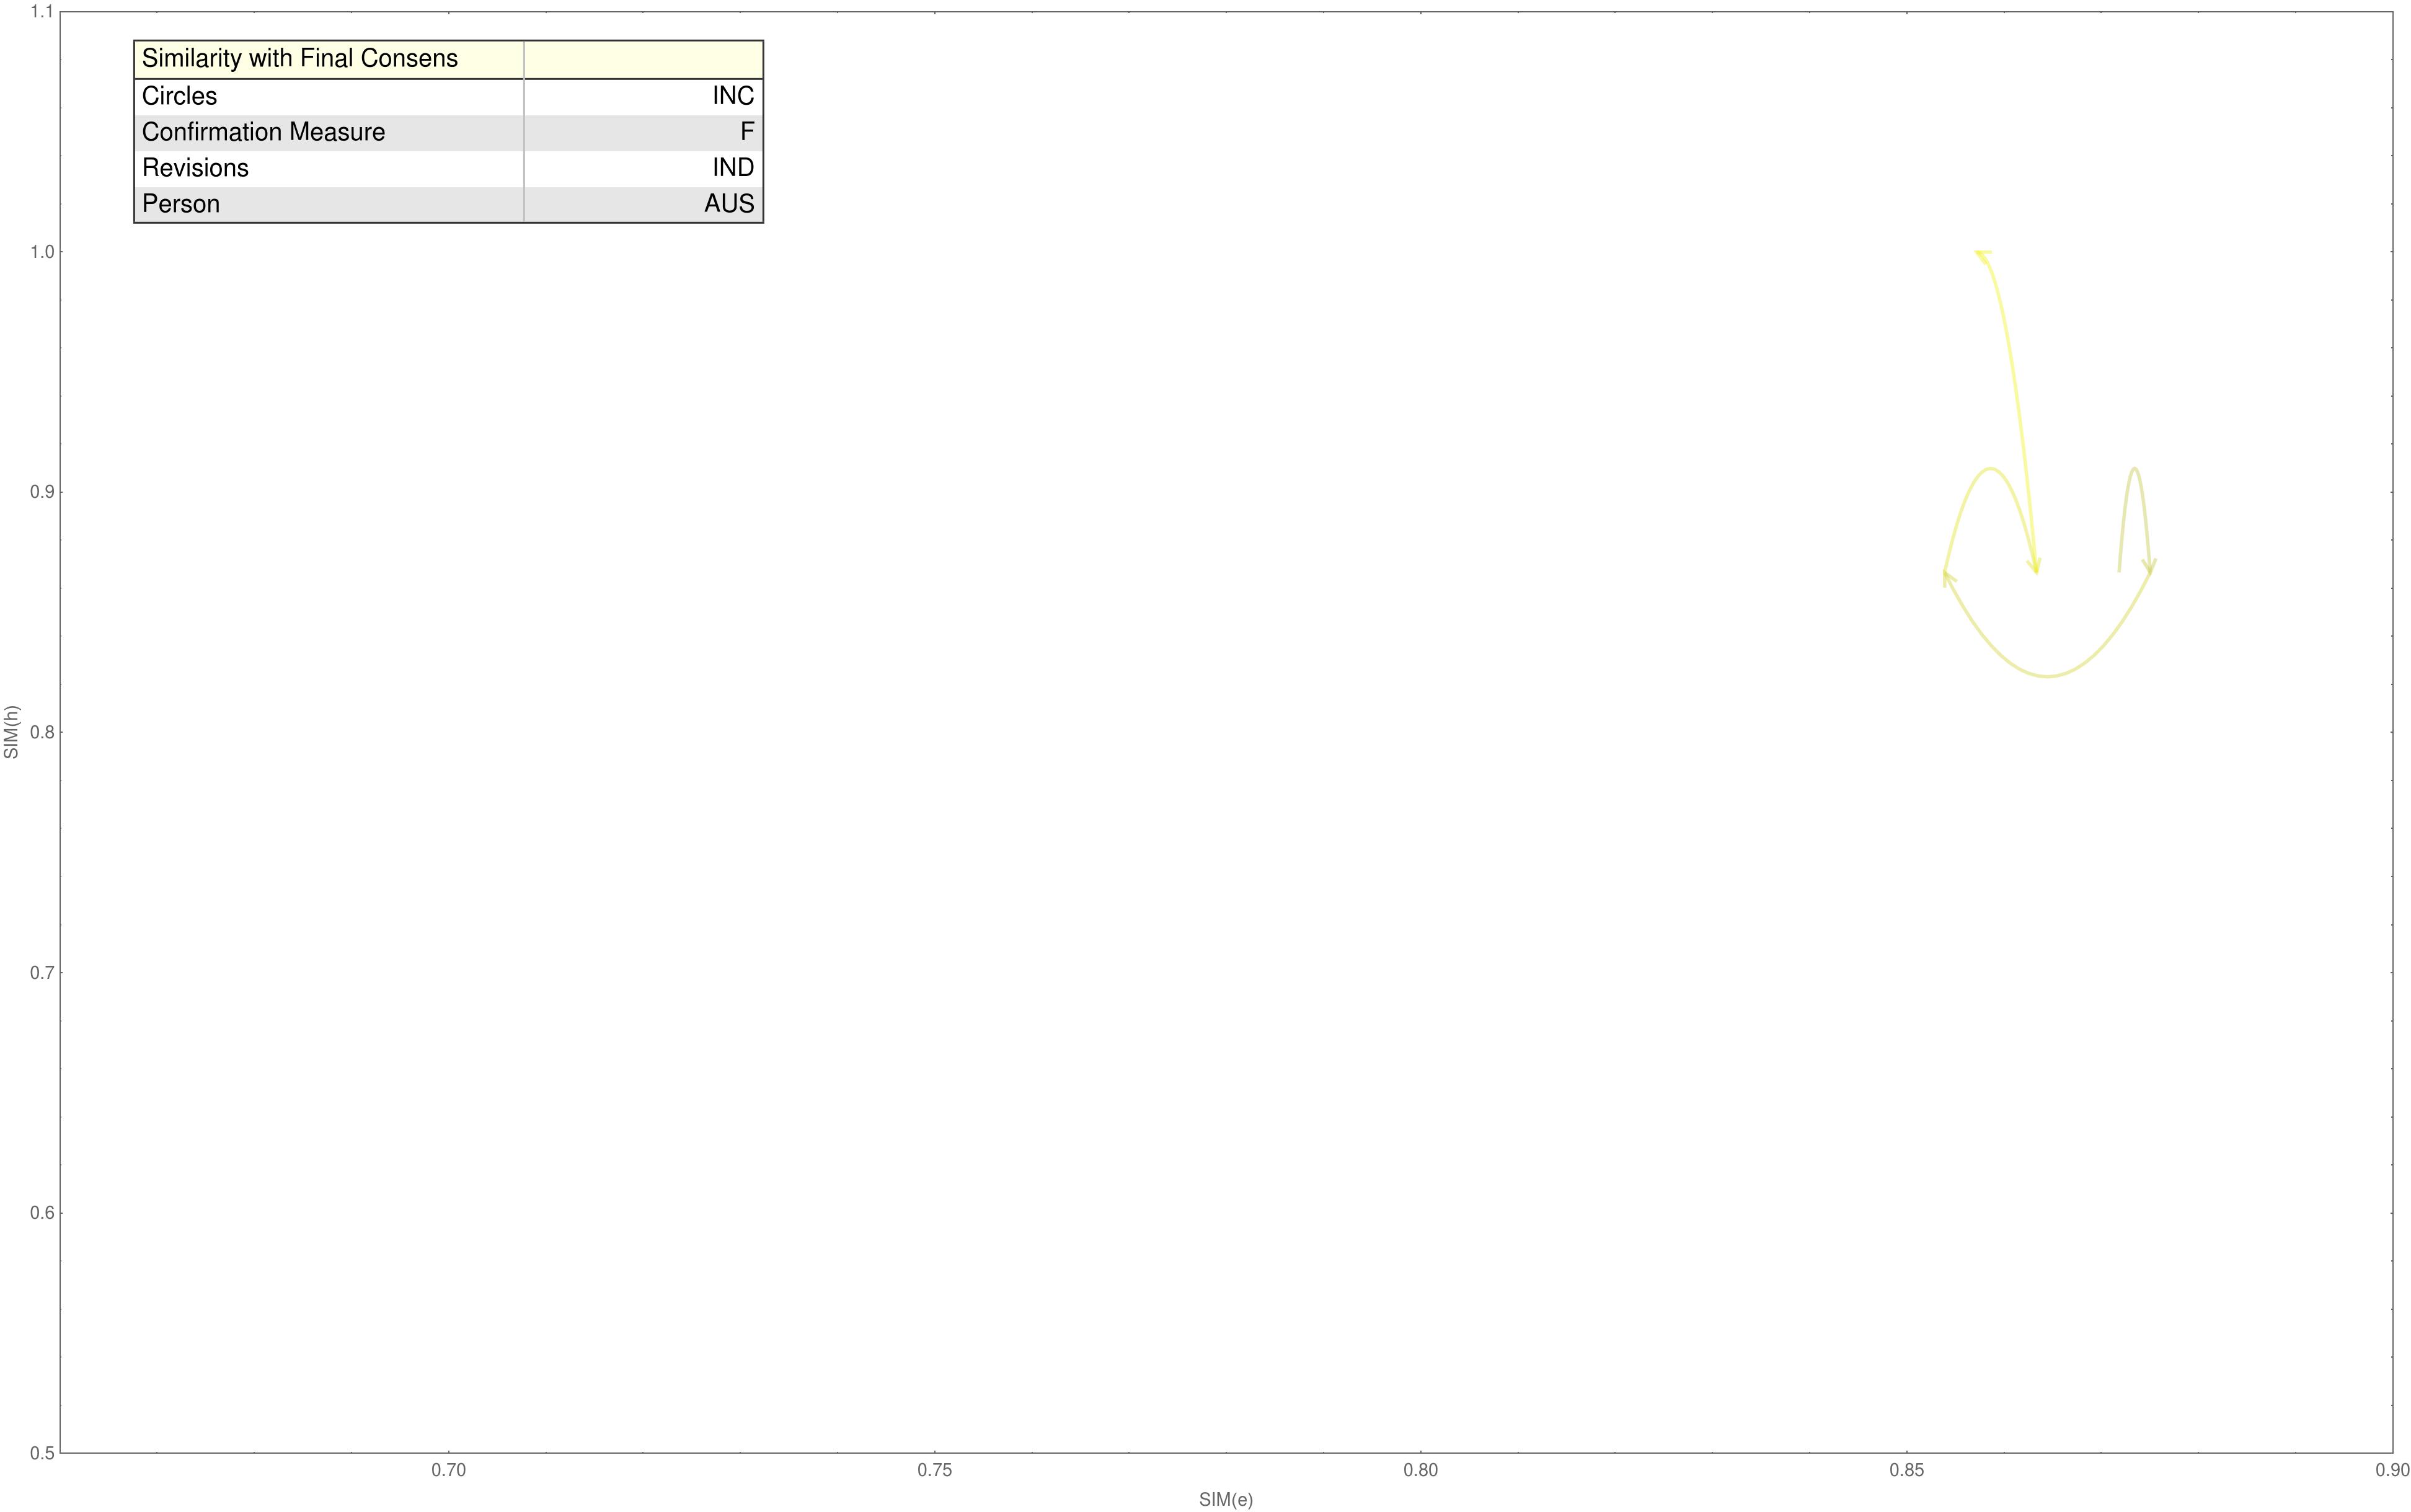 Similarity with Final Consens
Circles INC
Confirmation Measure F
Revisions IND
Person AUS
1.1
1.0
0.9
0.8
0.7
0.6
0.5
SIM(h)
0.70 0.75 0.80 0.85 0.90
SIM(e)